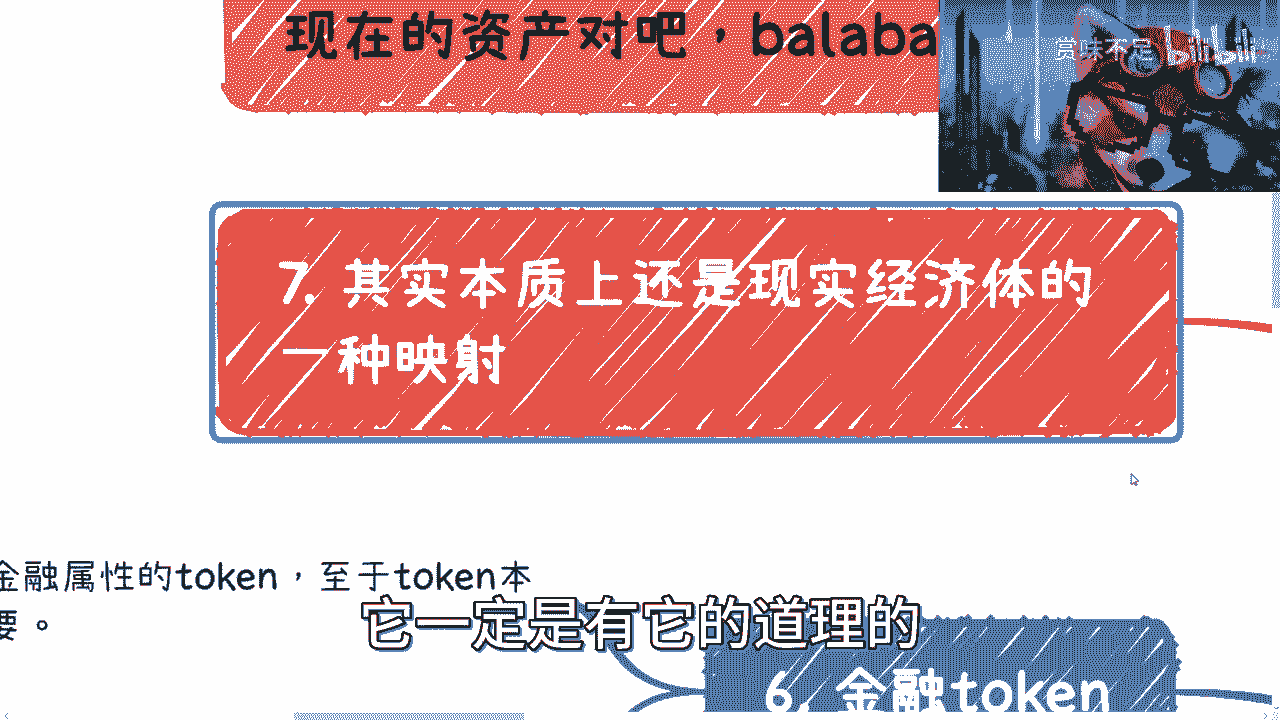 现在的资产对吧，balaba
赏味不足 bilibili
7. 其实本质上还是现实经济体的
一种映射
金融属性的token，至于token本
要。
它一定是有它的道理的
6. 金融token